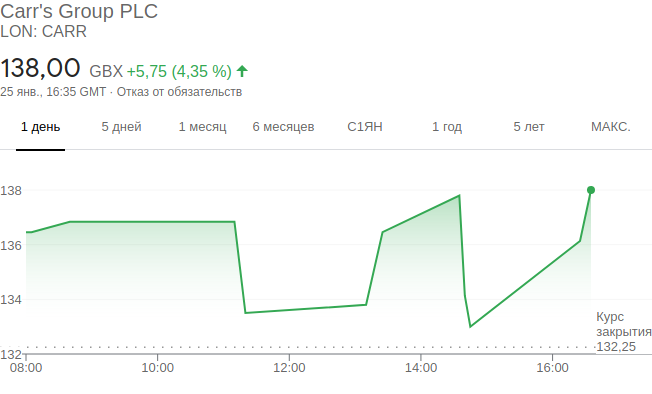 Carr's Group PLC
LON: CARR
138,00 GBX +5,75 (4,35 %)
25 янв., 16:35 GMT · Отказ от обязательств
1 день 5 дней 1 месяц 6 месяцев С1ЯН 1 год 5 лет МАКС.
138
136
134
132
Курс
закрытия
132,25
08:00 10:00 12:00 14:00 16:00